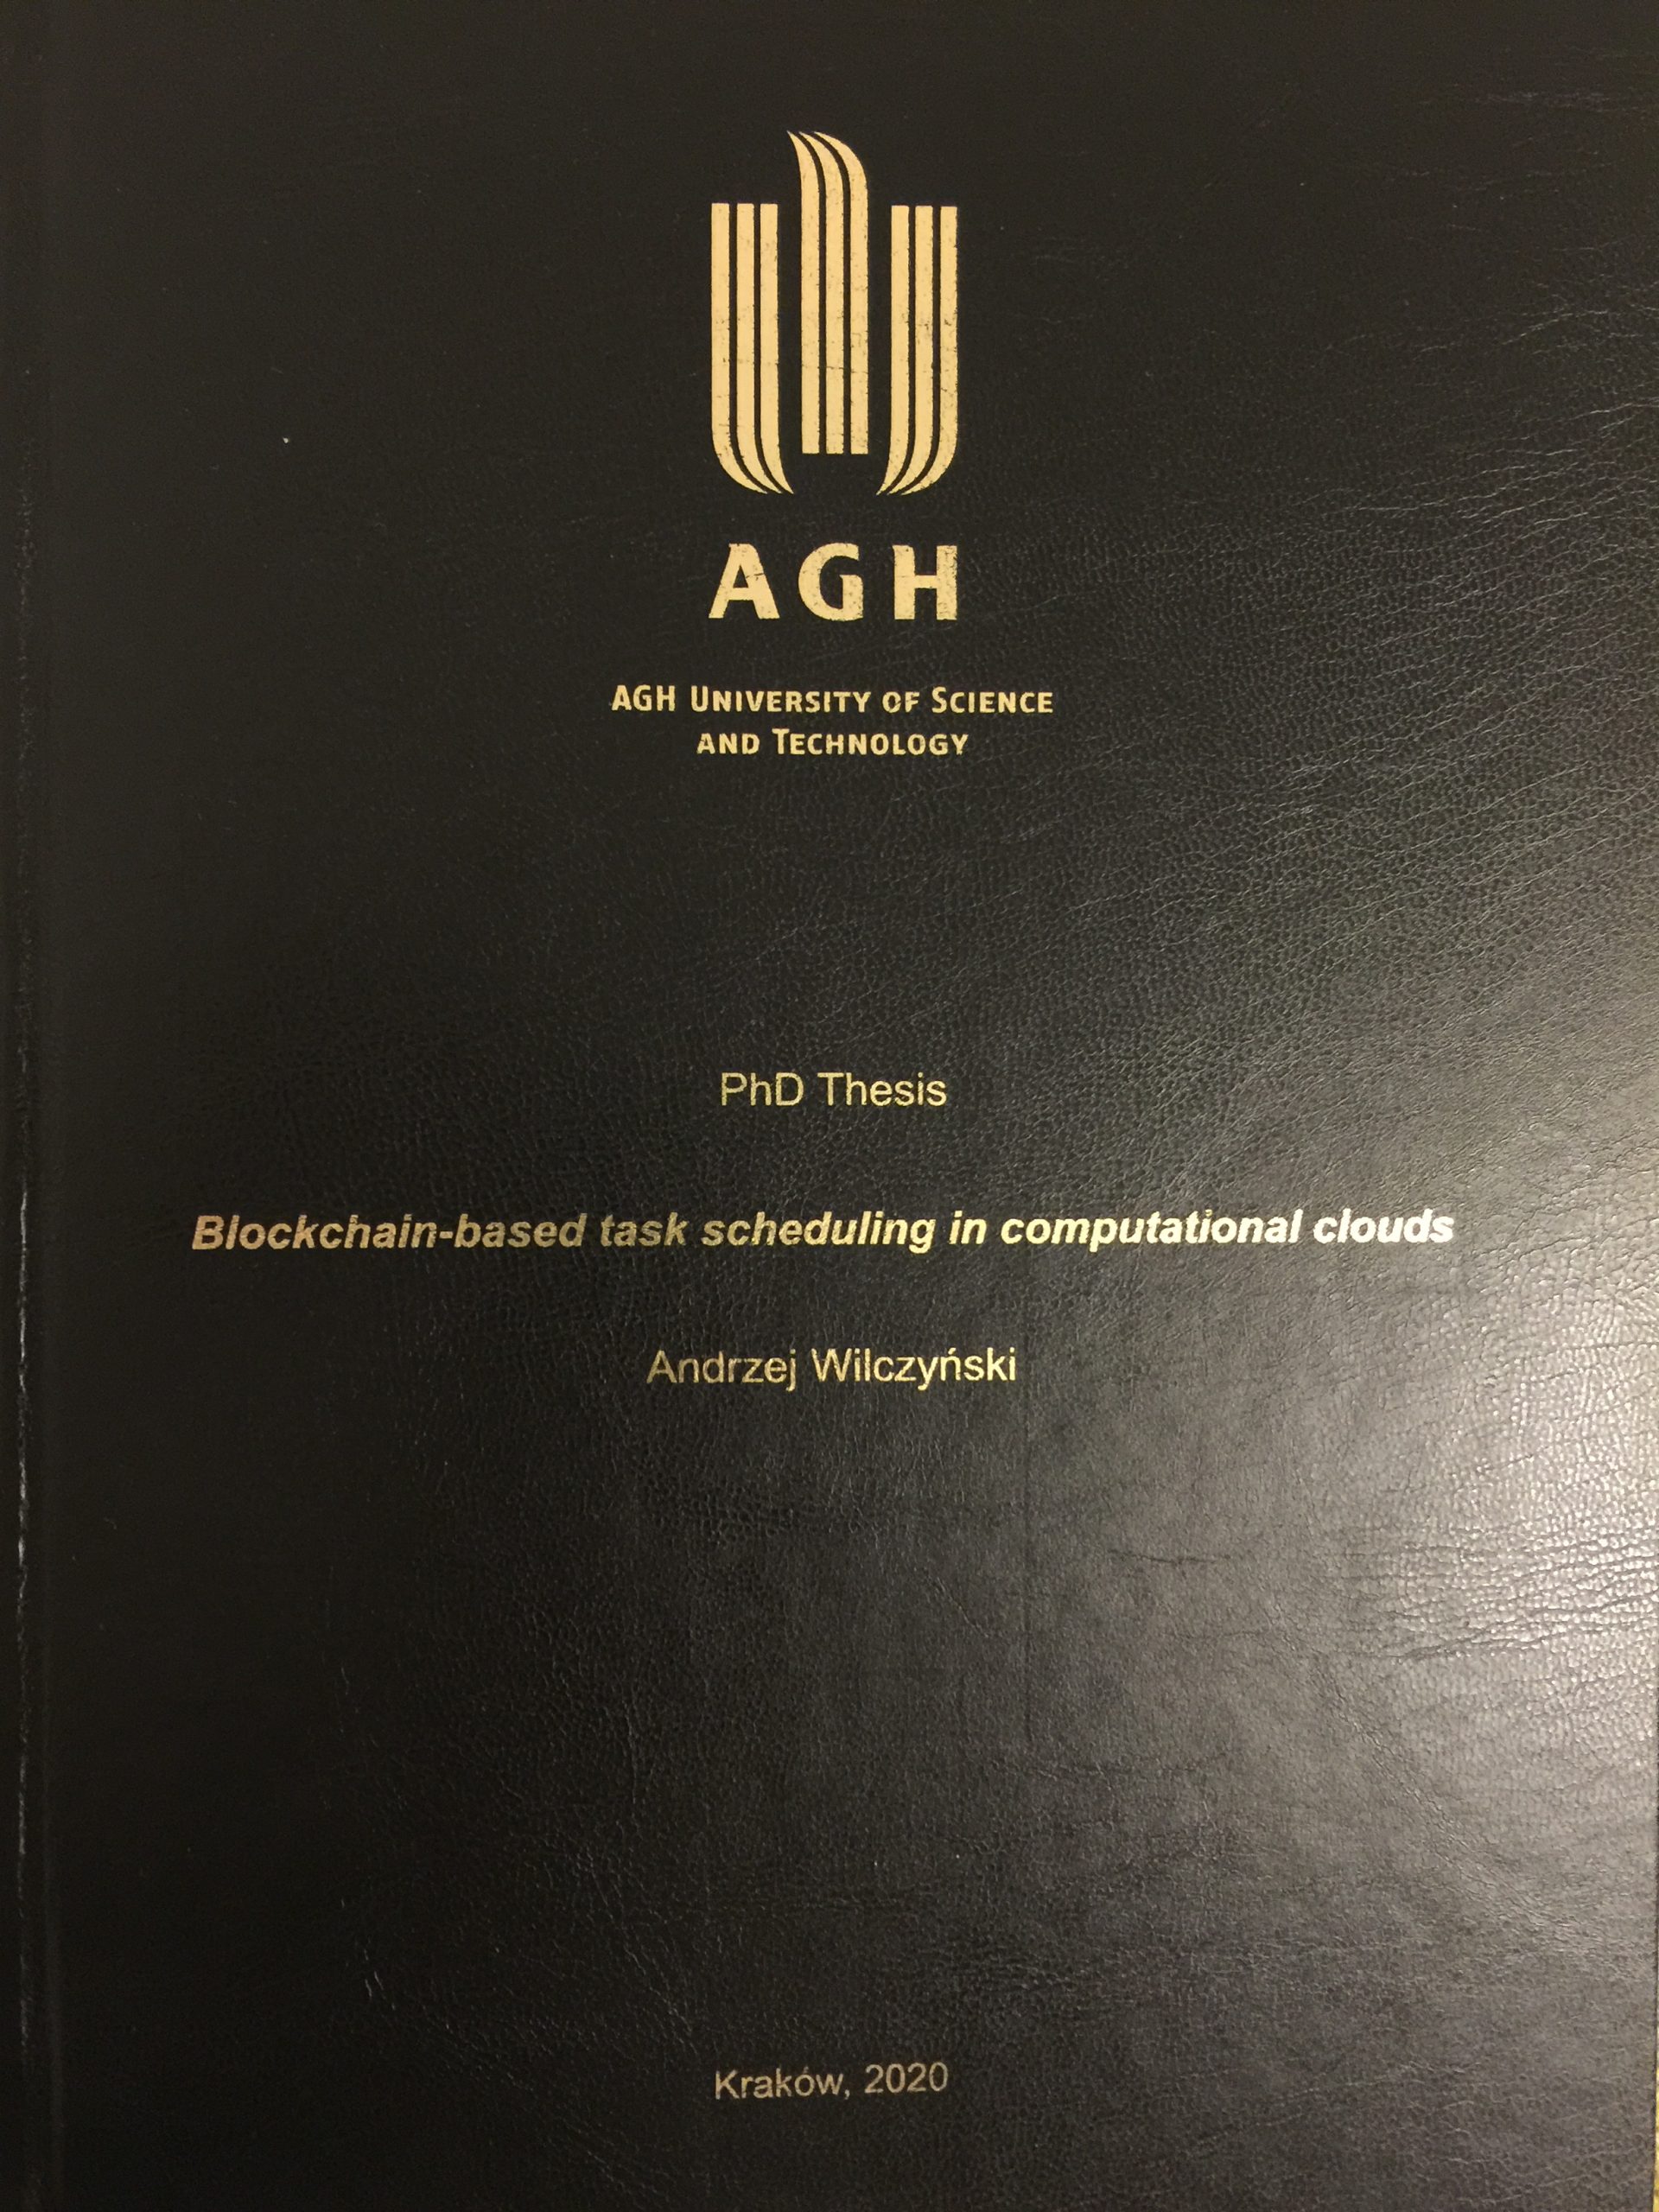 AGH
AGH University of Science
and Technology
PhD Thesis
Blockchain-based task scheduling in computational clouds
Andrzej Wilczyński
Kraków, 2020